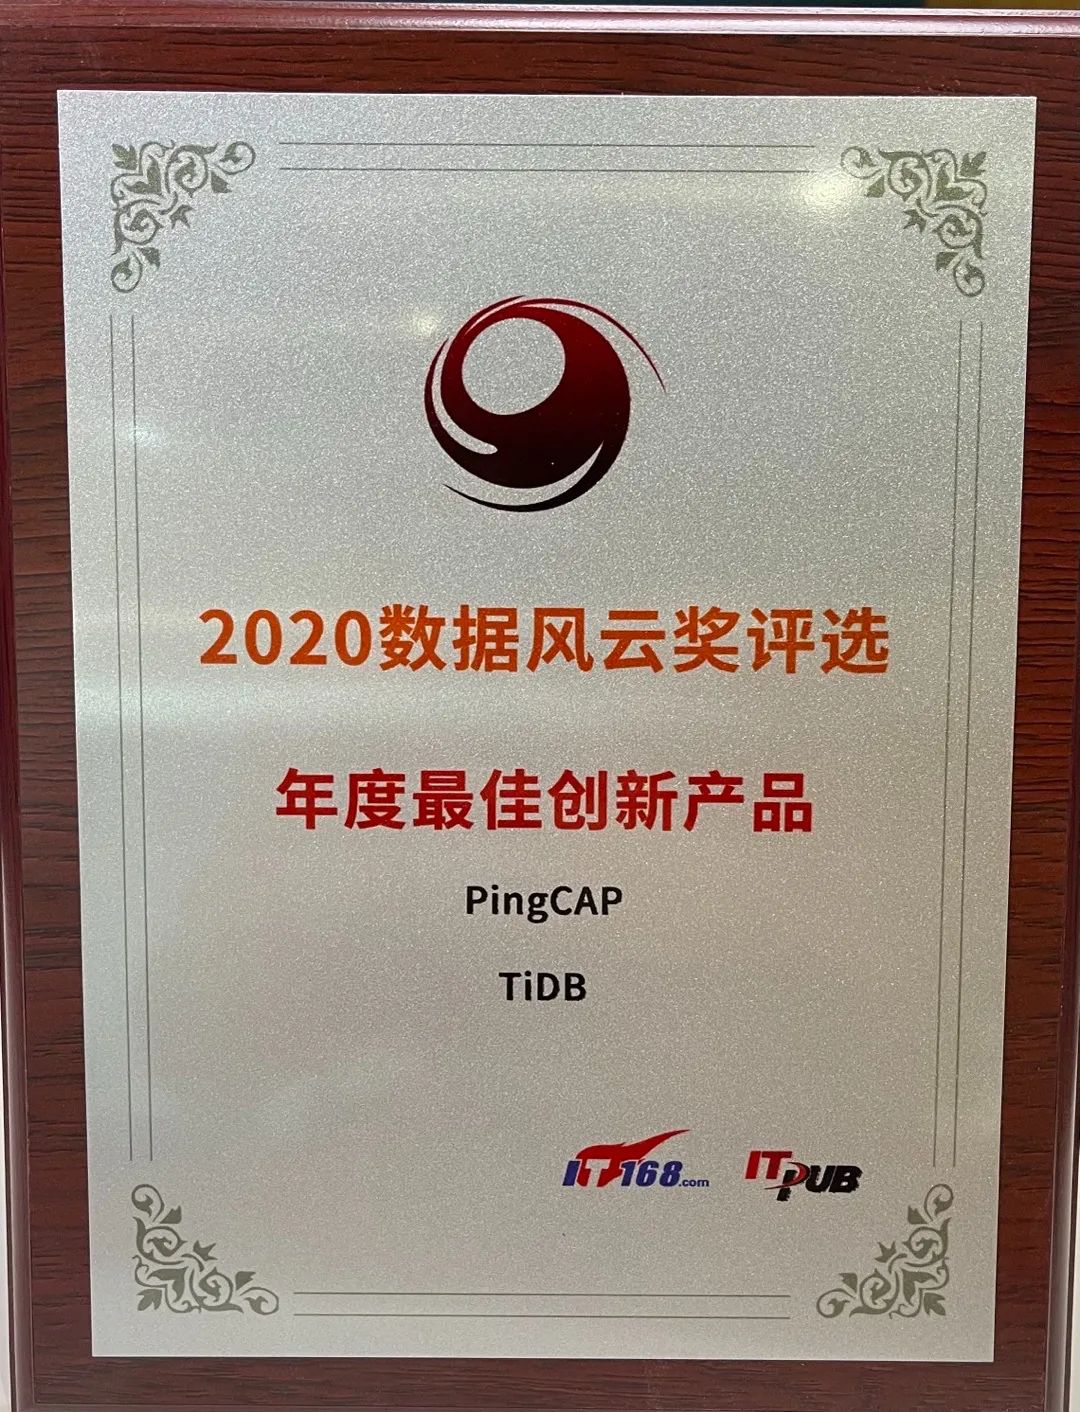 2020数据风云奖评选
年度最佳创新产品
PingCAP
TiDB
IT168.com ITPUB